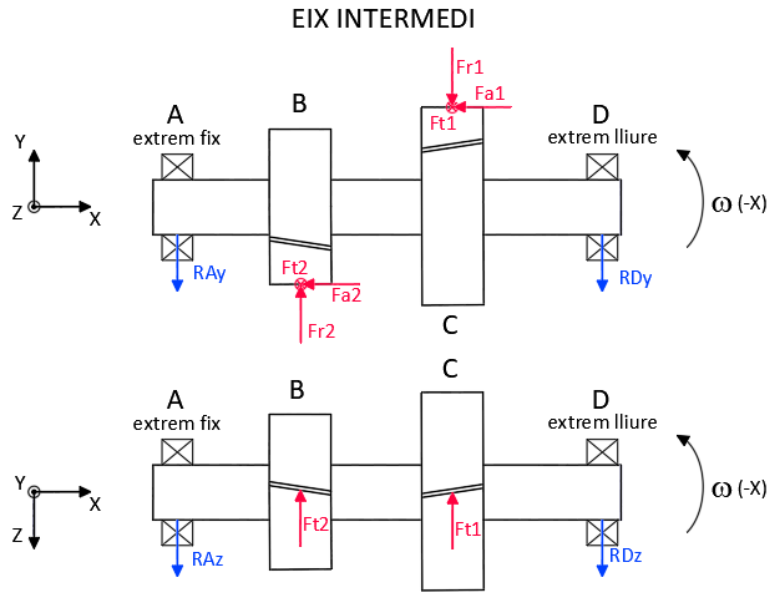 EIX INTERMEDI
Fr1
A
B
Fa1
D
extrem fix
Ft1
extrem lliure
Y
Z
X
ω (-X)
RAy
Ft2
Fa2
RDy
Fr2
C
C
A
B
D
extrem fix
extrem lliure
Y
X
Z
ω (-X)
Ft2
Ft1
RAz
RDz